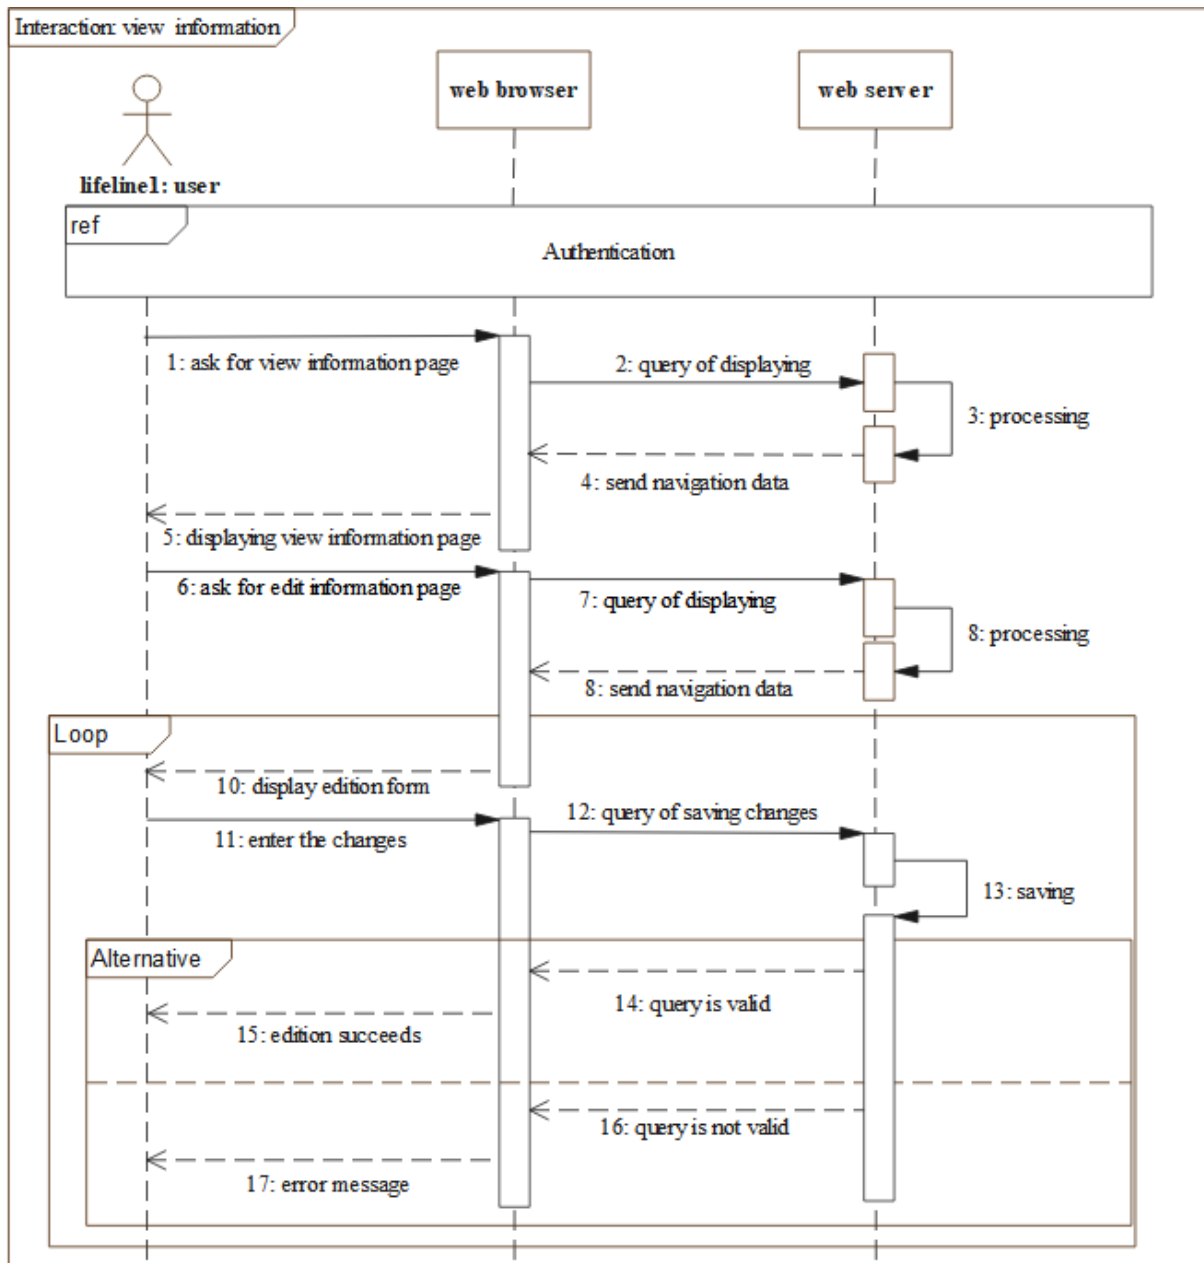 Interaction: view information
web browser
web server
lifeline1: user
ref
Authentication
1: ask for view information page
2: query of displaying
3: processing
4: send navigation data
5: displaying view information page
6: ask for edit information page
7: query of displaying
8: processing
8: send navigation data
Loop
10: display edition form
11: enter the changes
12: query of saving changes
13: saving
Alternative
14: query is valid
15: edition succeeds
16: query is not valid
17: error message